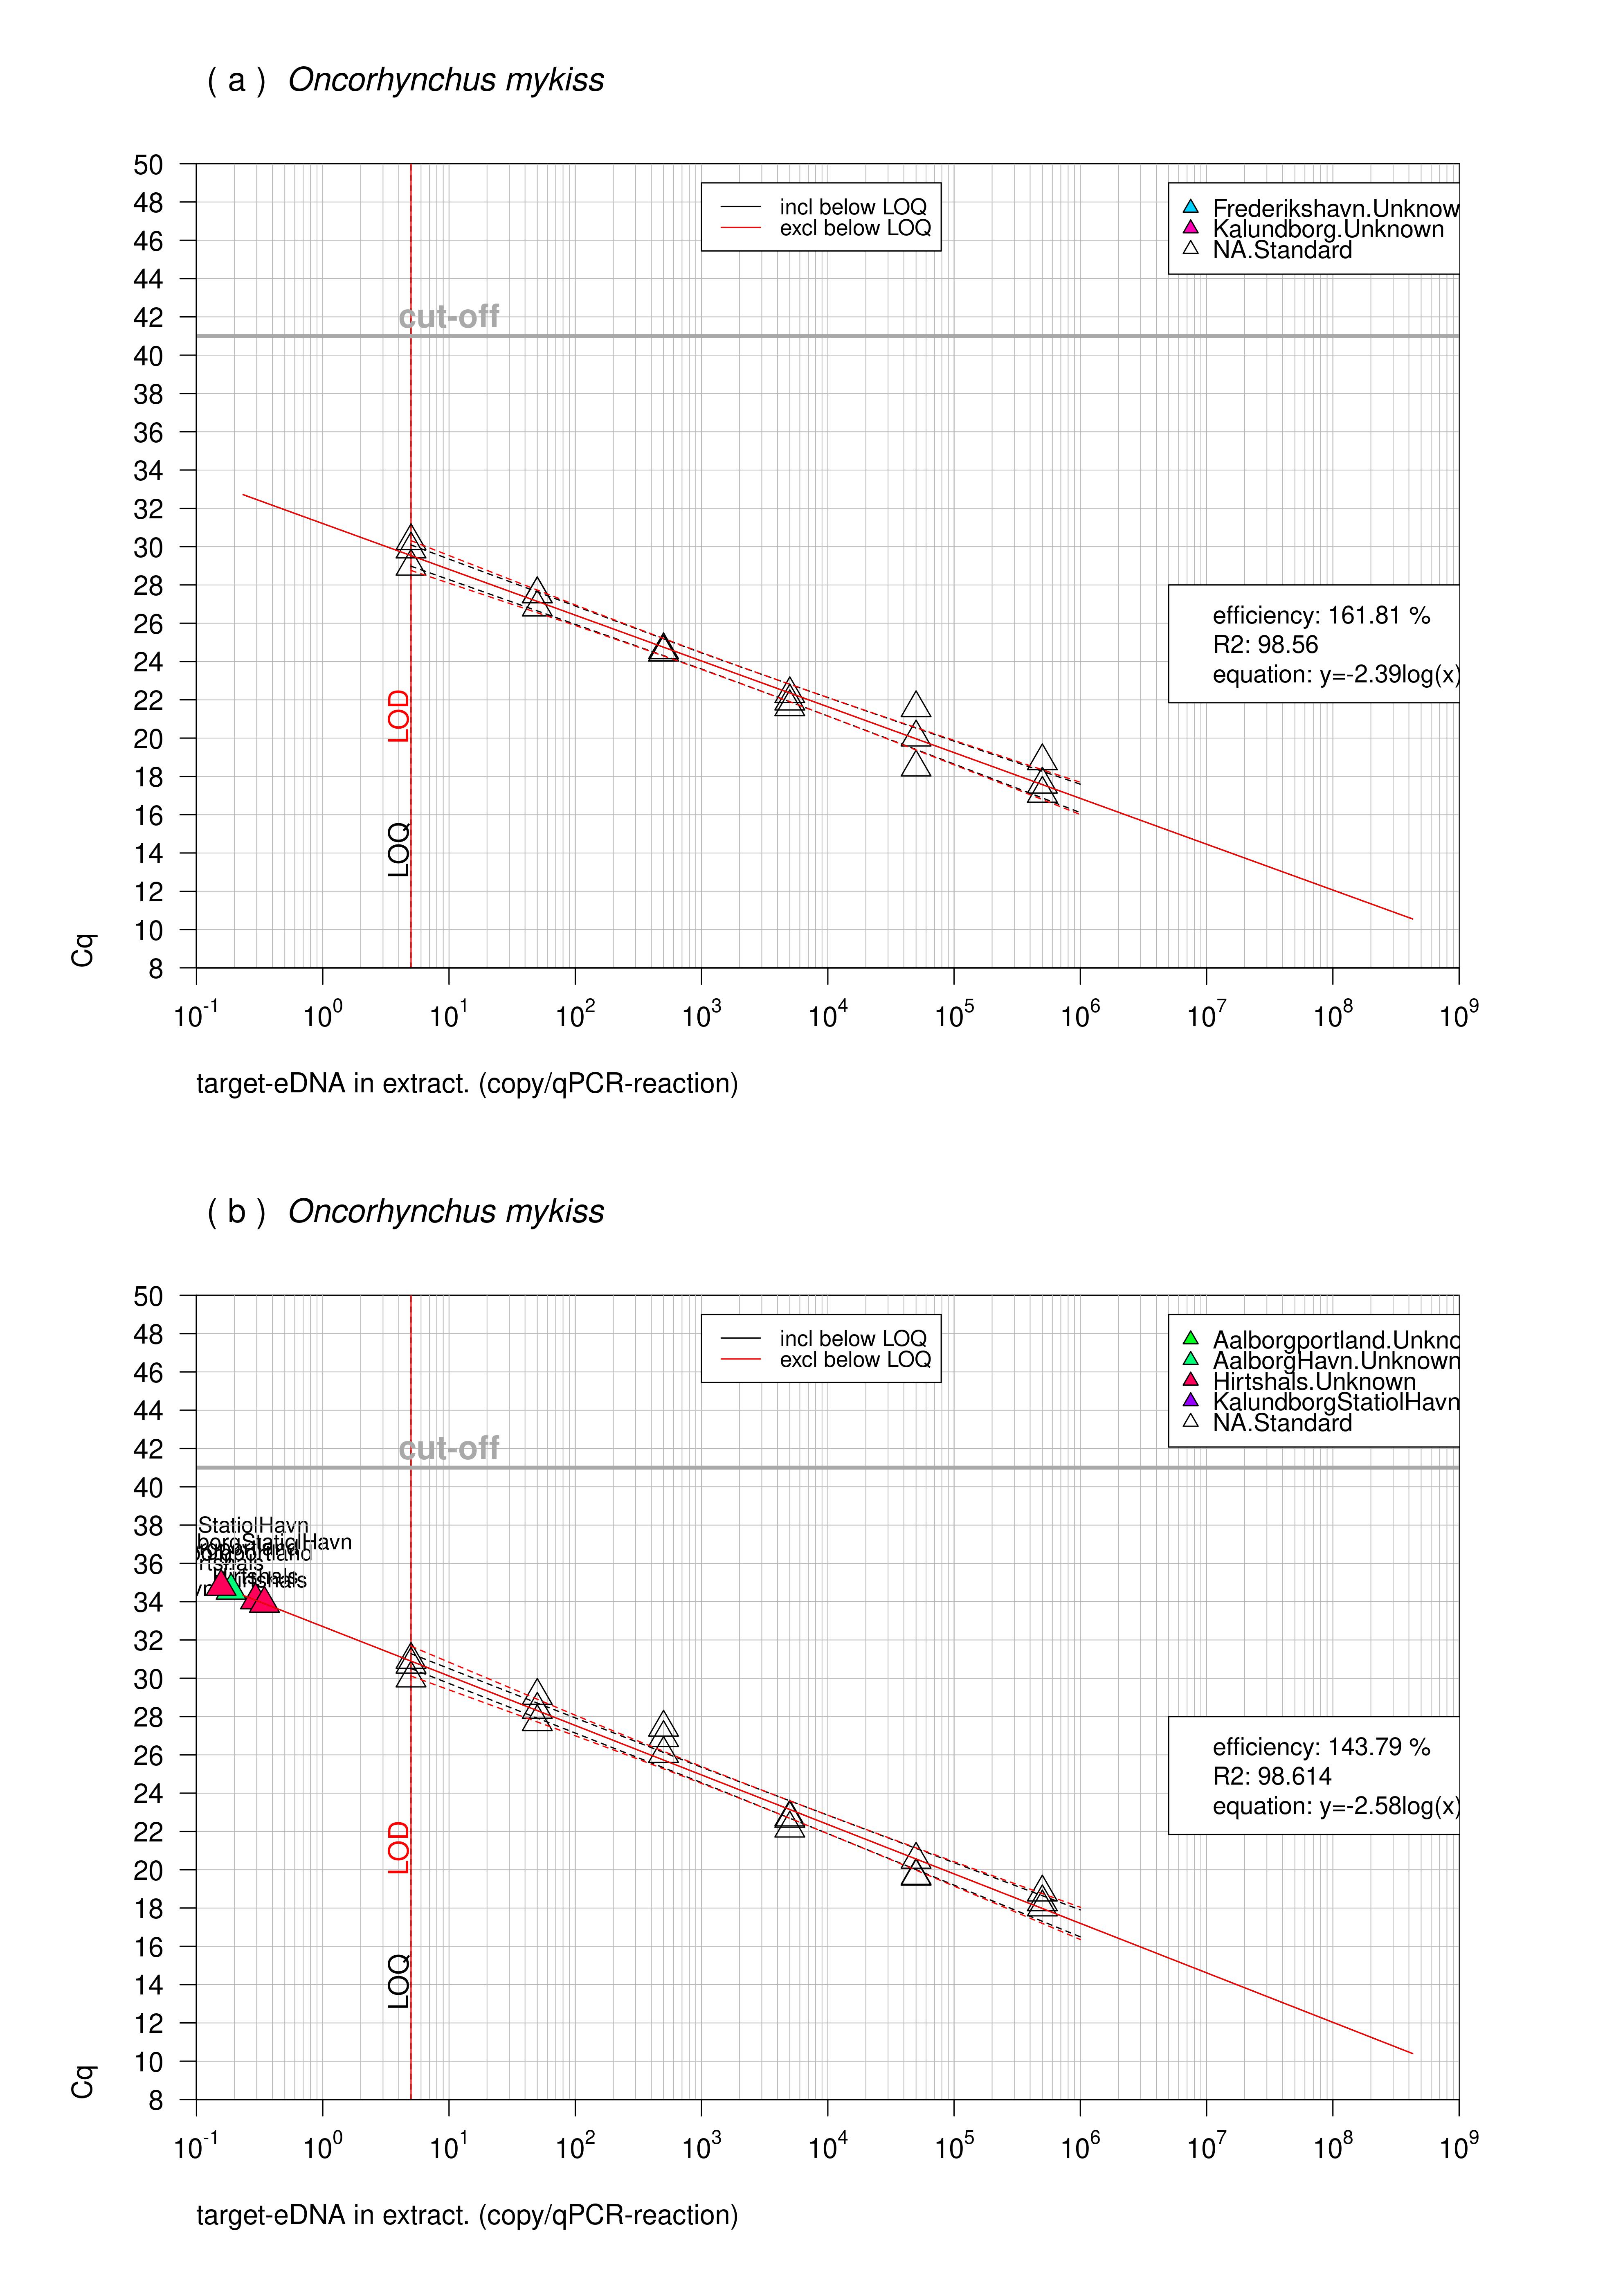 ( a ) Oncorhynchus mykiss
50
48
46
44
42
40
38
36
34
32
30
28
26
24
22
20
18
16
14
12
10
8
Cq
incl below LOQ
excl below LOQ
Frederikshavn.Unknow
Kalundborg.Unknown
NA.Standard
cut-off
LOD
LOQ
efficiency: 161.81 %
R2: 98.56
equation: y=-2.39log(x)
10-1 100 101 102 103 104 105 106 107 108 109
target-eDNA in extract. (copy/qPCR-reaction)
( b ) Oncorhynchus mykiss
50
48
46
44
42
40
38
36
34
32
30
28
26
24
22
20
18
16
14
12
10
8
Cq
incl below LOQ
excl below LOQ
Aalborgportland.Unkno
AalborgHavn.Unknown
Hirtshals.Unknown
KalundborgStatiolHavn
NA.Standard
cut-off
StatiolHavn
borgStatiolHavn
LOD
LOQ
efficiency: 143.79 %
R2: 98.614
equation: y=-2.58log(x)
10-1 100 101 102 103 104 105 106 107 108 109
target-eDNA in extract. (copy/qPCR-reaction)